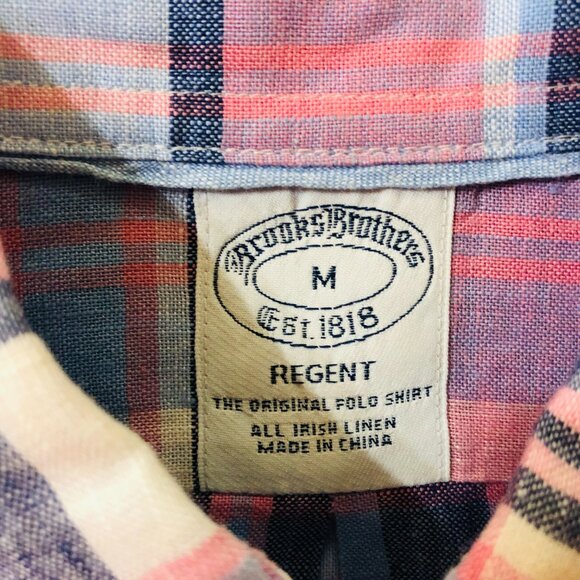 Brooks Brothers
M
Est. 1818
REGENT
THE ORIGINAL POLO SHIRT
ALL IRISH LINEN
MADE IN CHINA